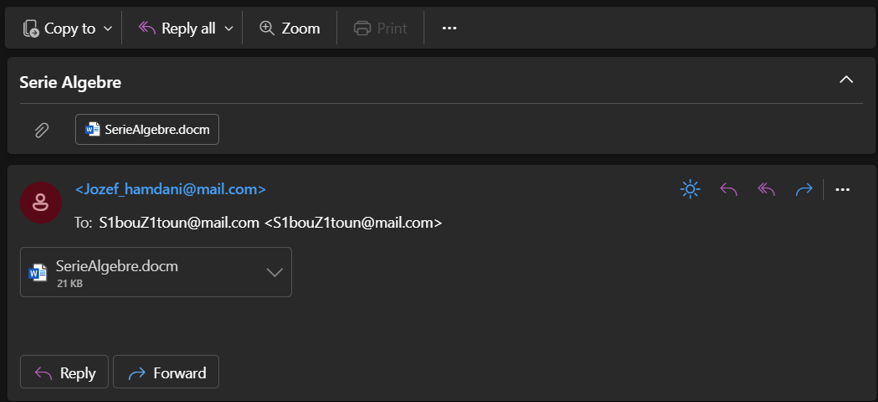 Copy to Reply all Zoom Print ...
Serie Algebre
SerieAlgebre.docm
<Jozef_hamdani@mail.com>
To: S1bouZ1toun@mail.com <S1bouZ1toun@mail.com>
SerieAlgebre.docm
21 KB
Reply Forward